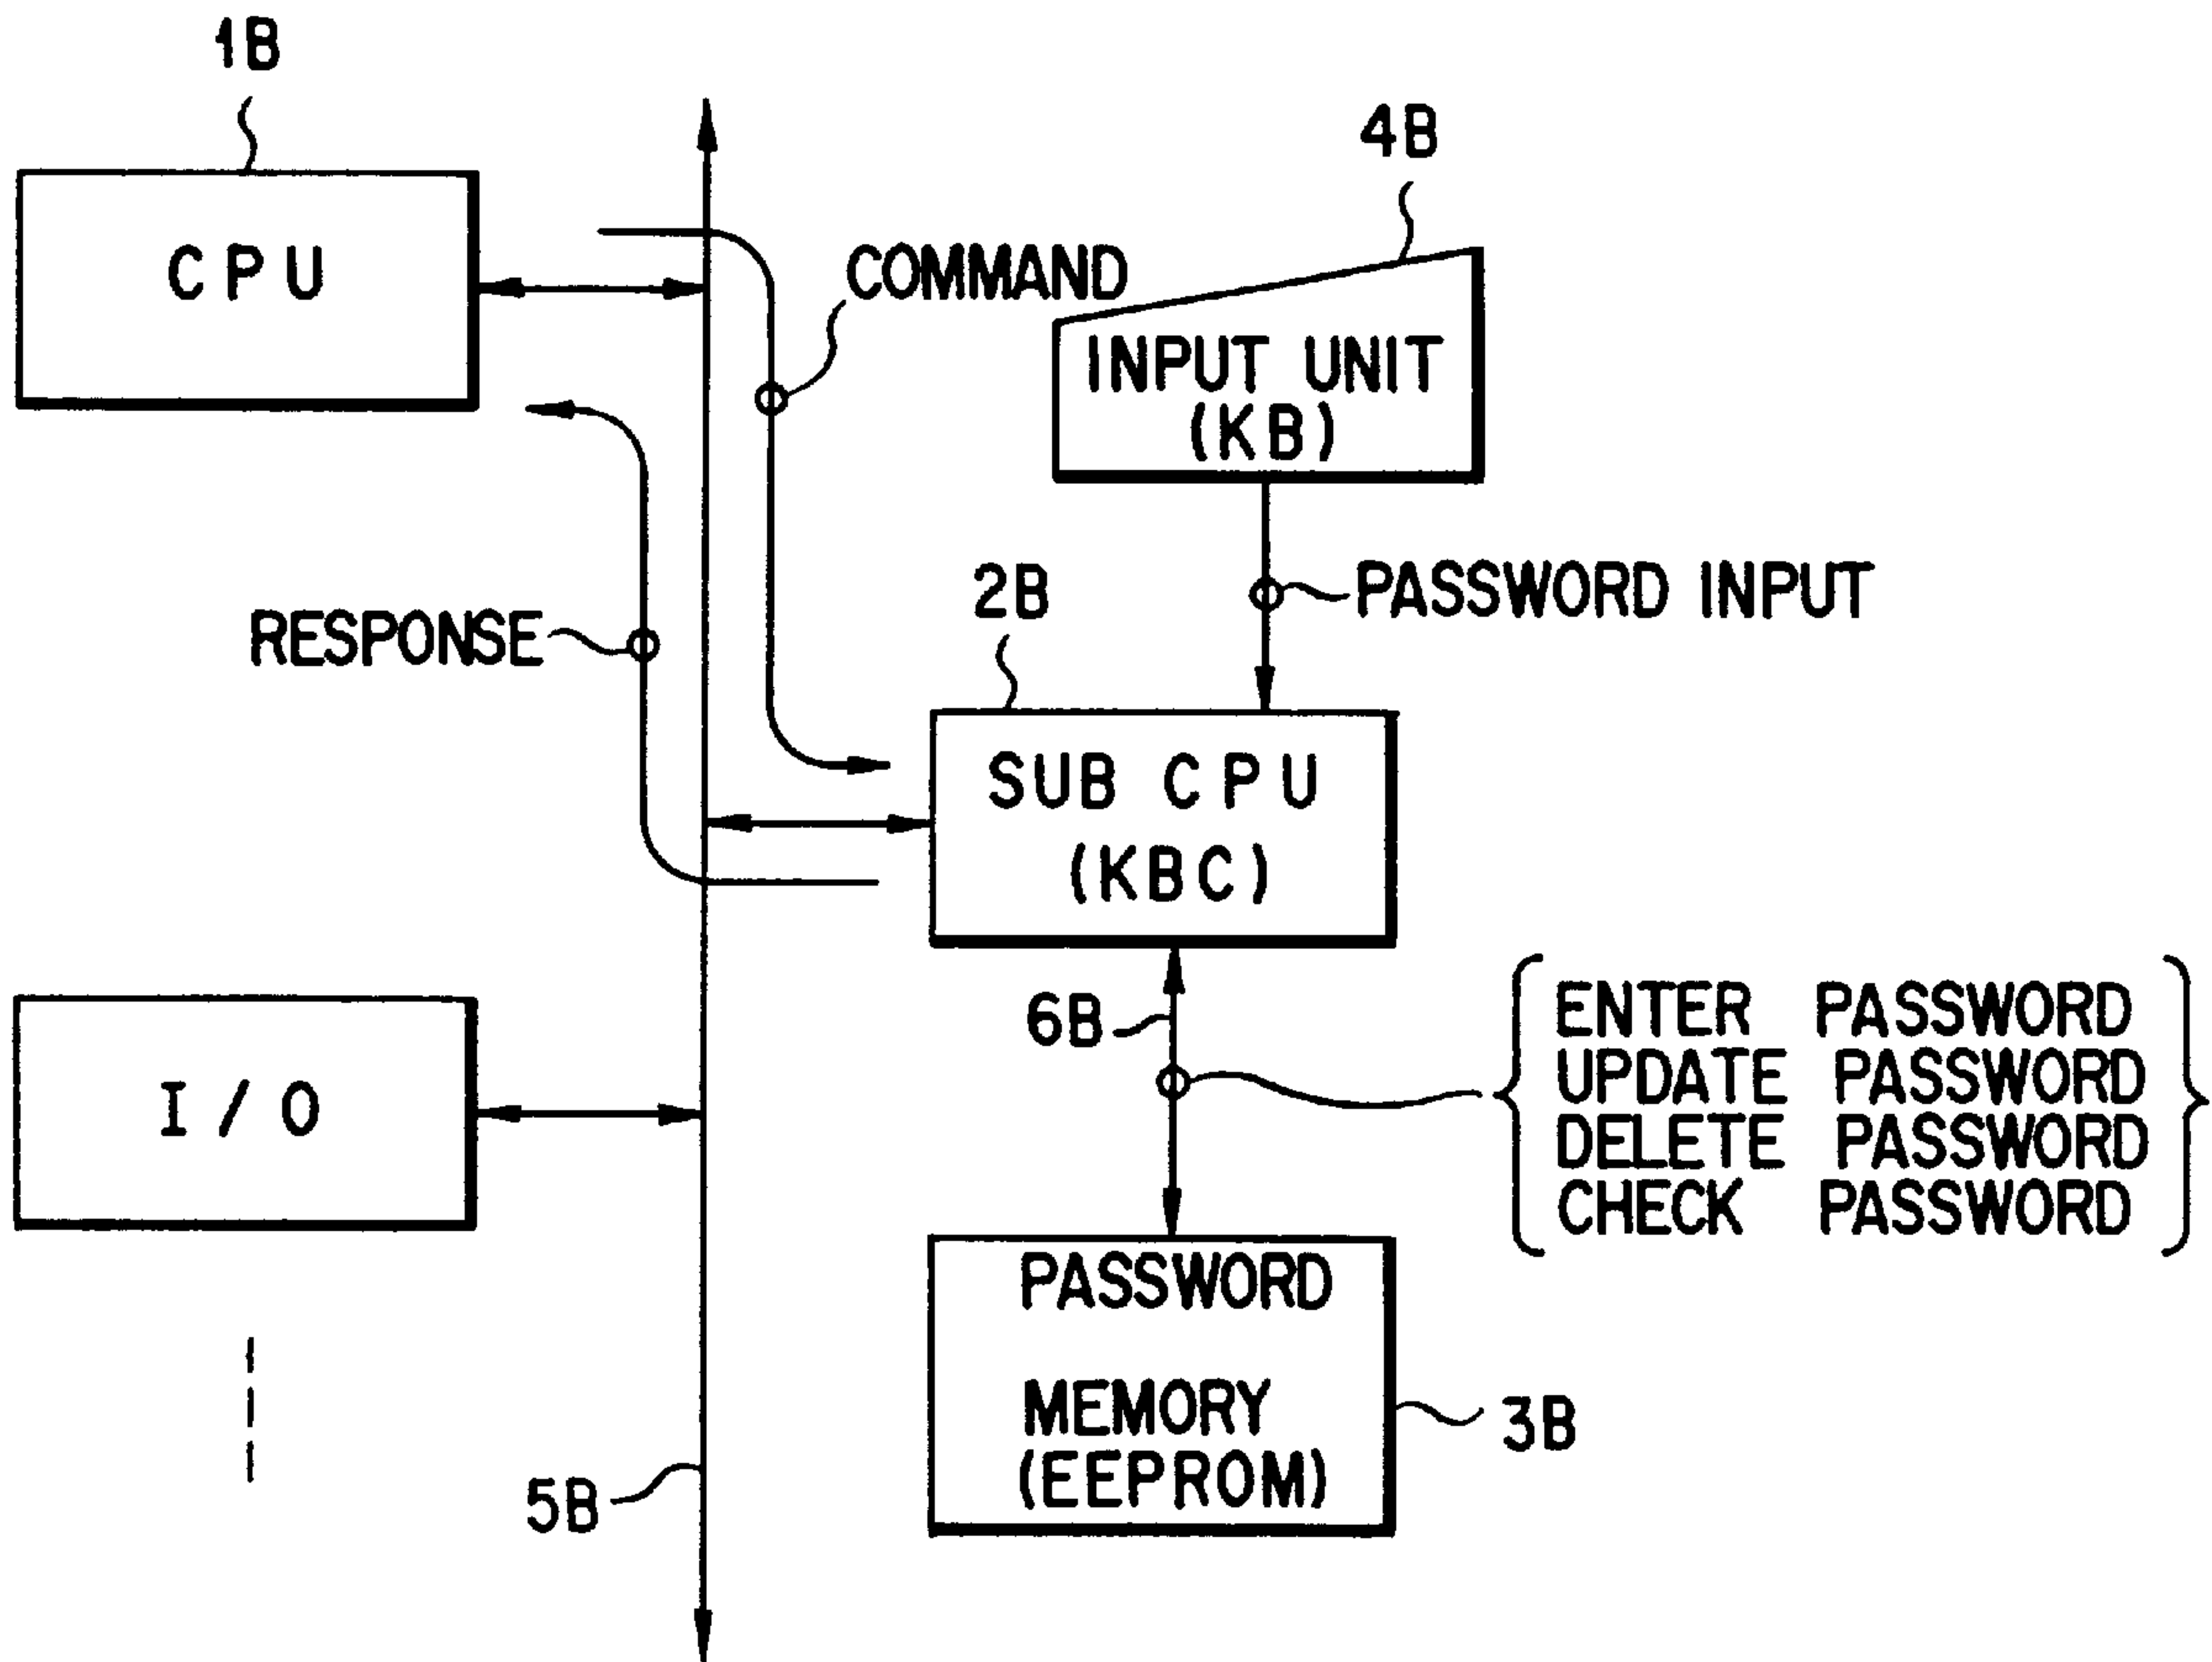 1B
CPU
4B
COMMAND
INPUT UNIT
(KB)
PASSWORD INPUT
2B
RESPONSE
SUB CPU
(KBC)
6B
ENTER PASSWORD
UPDATE PASSWORD
DELETE PASSWORD
CHECK PASSWORD
I/O
PASSWORD
MEMORY
(EEPROM)
3B
5B